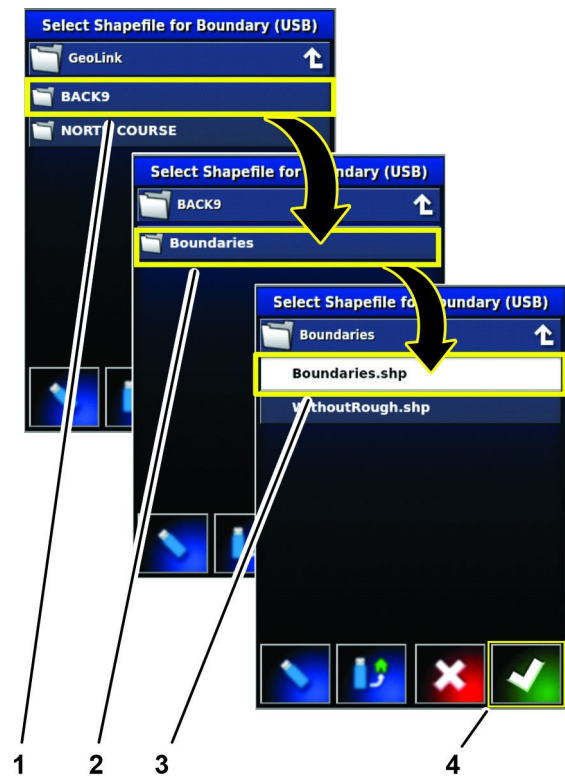 Select Shapefile for Boundary (USB)
GeoLink
BACK9
NORTH COURSE
Select Shapefile for Boundary (USB)
BACK9
Boundaries
Select Shapefile for Boundary (USB)
Boundaries
Boundaries.shp
WithoutRough.shp
1 2 3 4